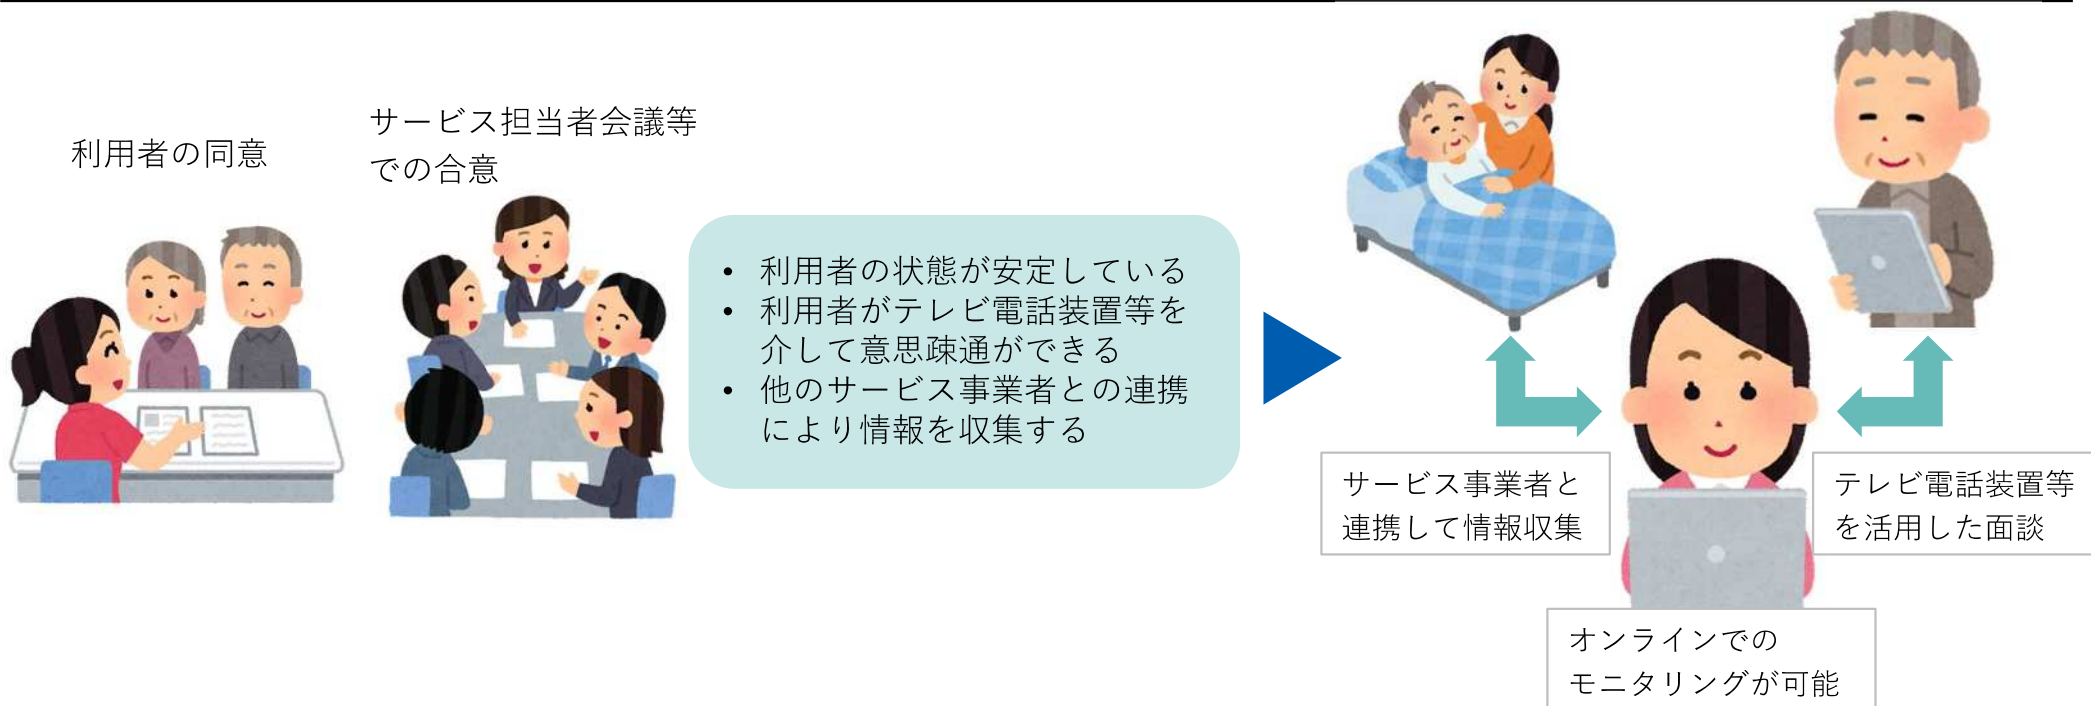 利用者の同意
サービス担当者会議等
での合意
• 利用者の状態が安定している
• 利用者がテレビ電話装置等を
介して意思疎通ができる
• 他のサービス事業者との連携
により情報を収集する
サービス事業者と
連携して情報収集
テレビ電話装置等
を活用した面談
オンラインでの
モニタリングが可能